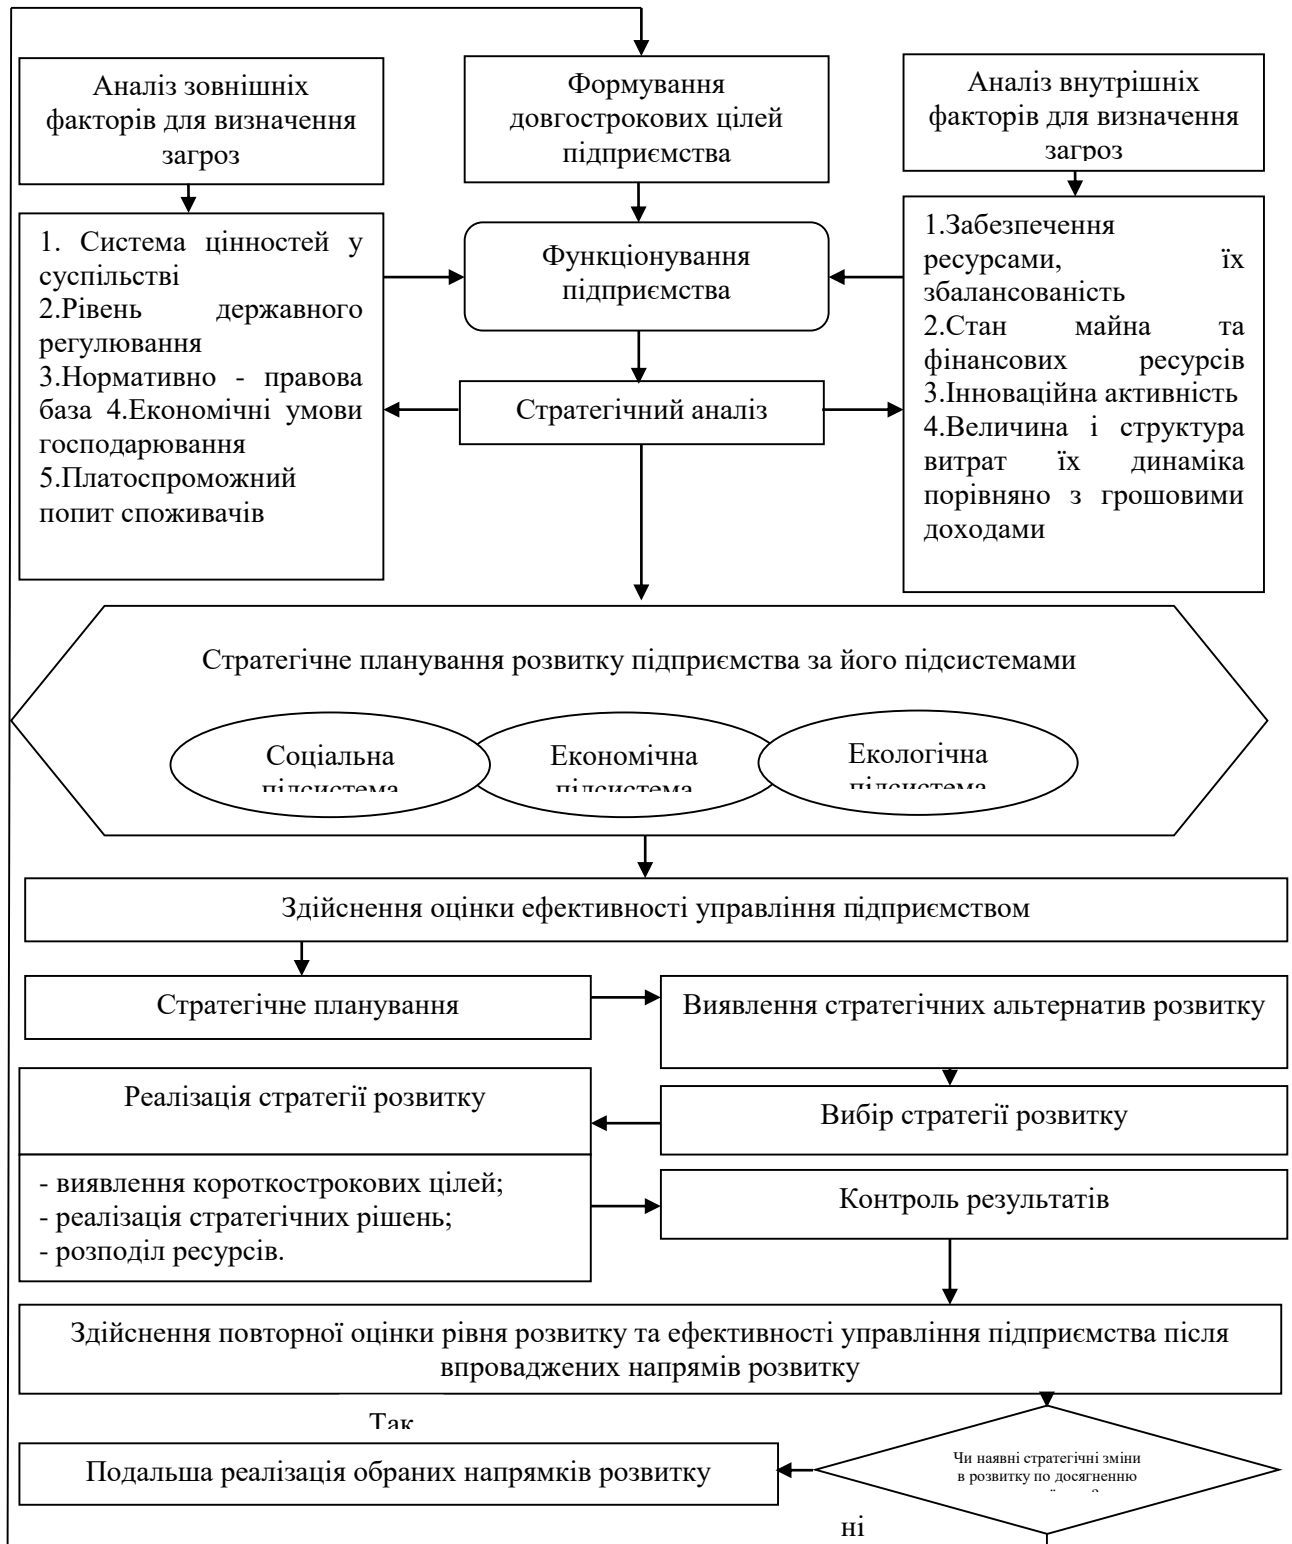 Аналіз зовнішніх
факторів для визначення
загроз
Формування
довгострокових цілей
підприємства
Аналіз внутрішніх
факторів для визначення
загроз
1. Система цінностей у
суспільстві
2.Рівень державного
регулювання
3.Нормативно - правова
база 4.Економічні умови
господарювання
5.Платоспроможний
попит споживачів
Функціонування
підприємства
Стратегічний аналіз
1.Забезпечення
ресурсами, їх
збалансованість
2.Стан майна та
фінансових ресурсів
3.Інноваційна активність
4.Величина і структура
витрат їх динаміка
порівняно з грошовими
доходами
Стратегічне планування розвитку підприємства за його підсистемами
Соціальна
підсистема
Економічна
підсистема
Екологічна
підсистема
Здійснення оцінки ефективності управління підприємством
Стратегічне планування
Виявлення стратегічних альтернатив розвитку
Реалізація стратегії розвитку
Вибір стратегії розвитку
- виявлення короткострокових цілей;
- реалізація стратегічних рішень;
- розподіл ресурсів.
Контроль результатів
Здійснення повторної оцінки рівня розвитку та ефективності управління підприємства після
впроваджених напрямів розвитку
Так
Подальша реалізація обраних напрямків розвитку
Чи наявні стратегічні зміни
в розвитку по досягненню
ні